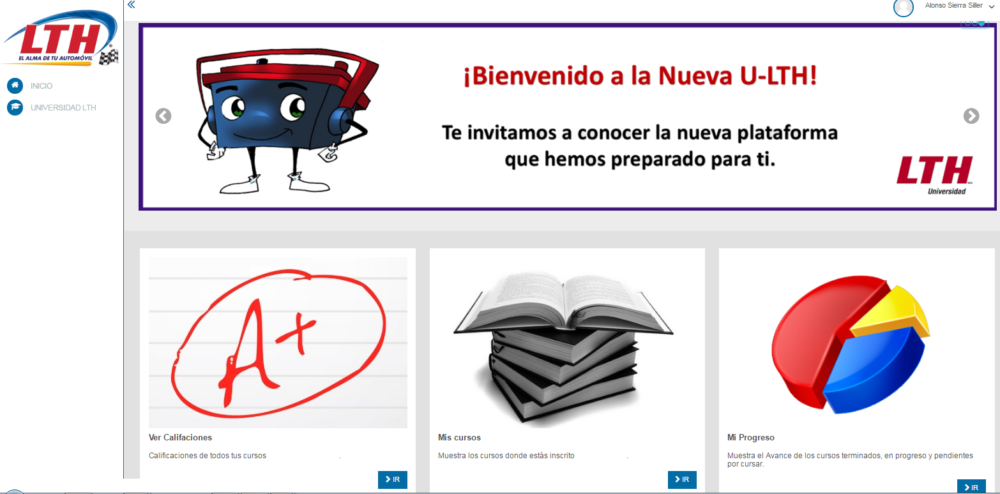 LTH
EL ALMA DE TU AUTOMÓVIL
INICIO
UNIVERSIDAD LTH
Alonso Sierra Siller
¡Bienvenido a la Nueva U-LTH!
Te invitamos a conocer la nueva plataforma
que hemos preparado para ti.
LTH
Universidad
A+
Ver Califaciones
Calificaciones de todos tus cursos .
IR
Mis cursos
Muestra los cursos donde estás inscrito .
IR
Mi Progreso
Muestra el Avance de los cursos terminados, en progreso y pendientes
por cursar.
IR